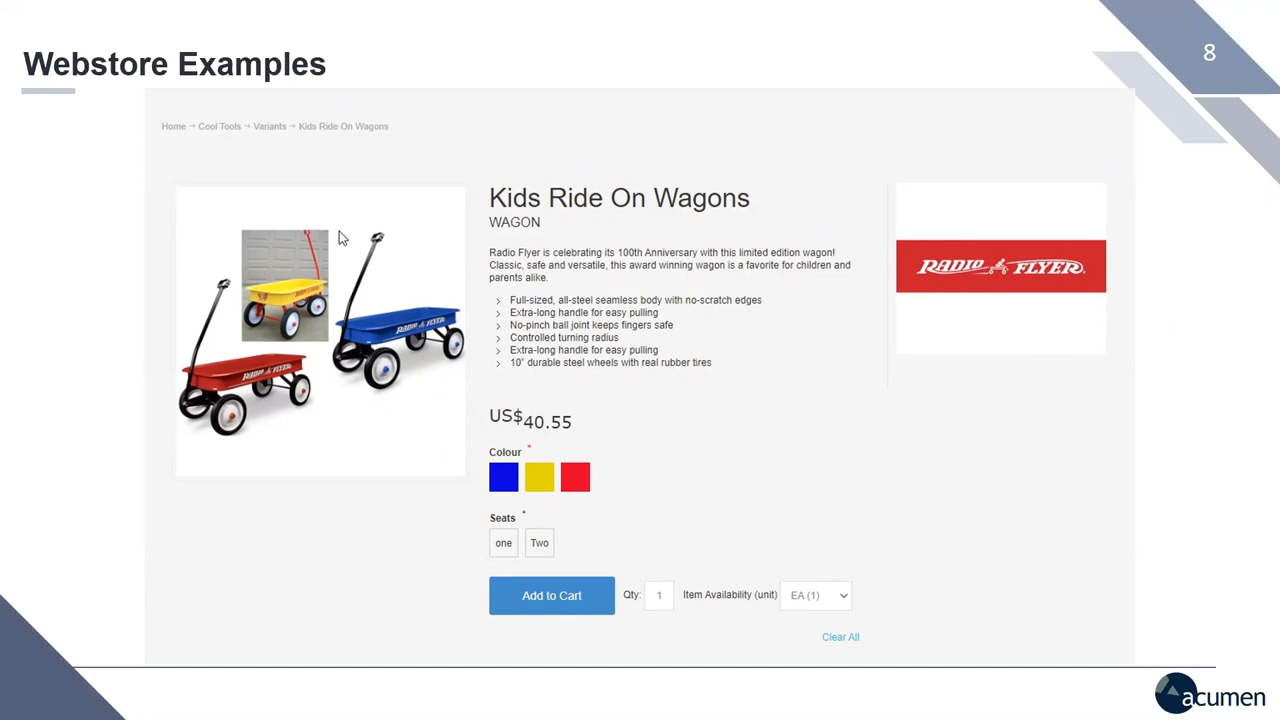 Webstore Examples
8
Home → Cool Tools → Variants → Kids Ride On Wagons
Kids Ride On Wagons
WAGON
Radio Flyer is celebrating its 100th Anniversary with this limited edition wagon!
Classic, safe and versatile, this award winning wagon is a favorite for children and
parents alike.
Full-sized, all-steel seamless body with no-scratch edges
Extra-long handle for easy pulling
No-pinch ball joint keeps fingers safe
Controlled turning radius
Extra-long handle for easy pulling
10" durable steel wheels with real rubber tires
RADIO FLYER
RADIO FLYER
RADIO FLYER
US$40.55
Colour *
Seats *
one Two
Add to Cart Qty: 1 Item Availability (unit) EA (1)
Clear All
acumen